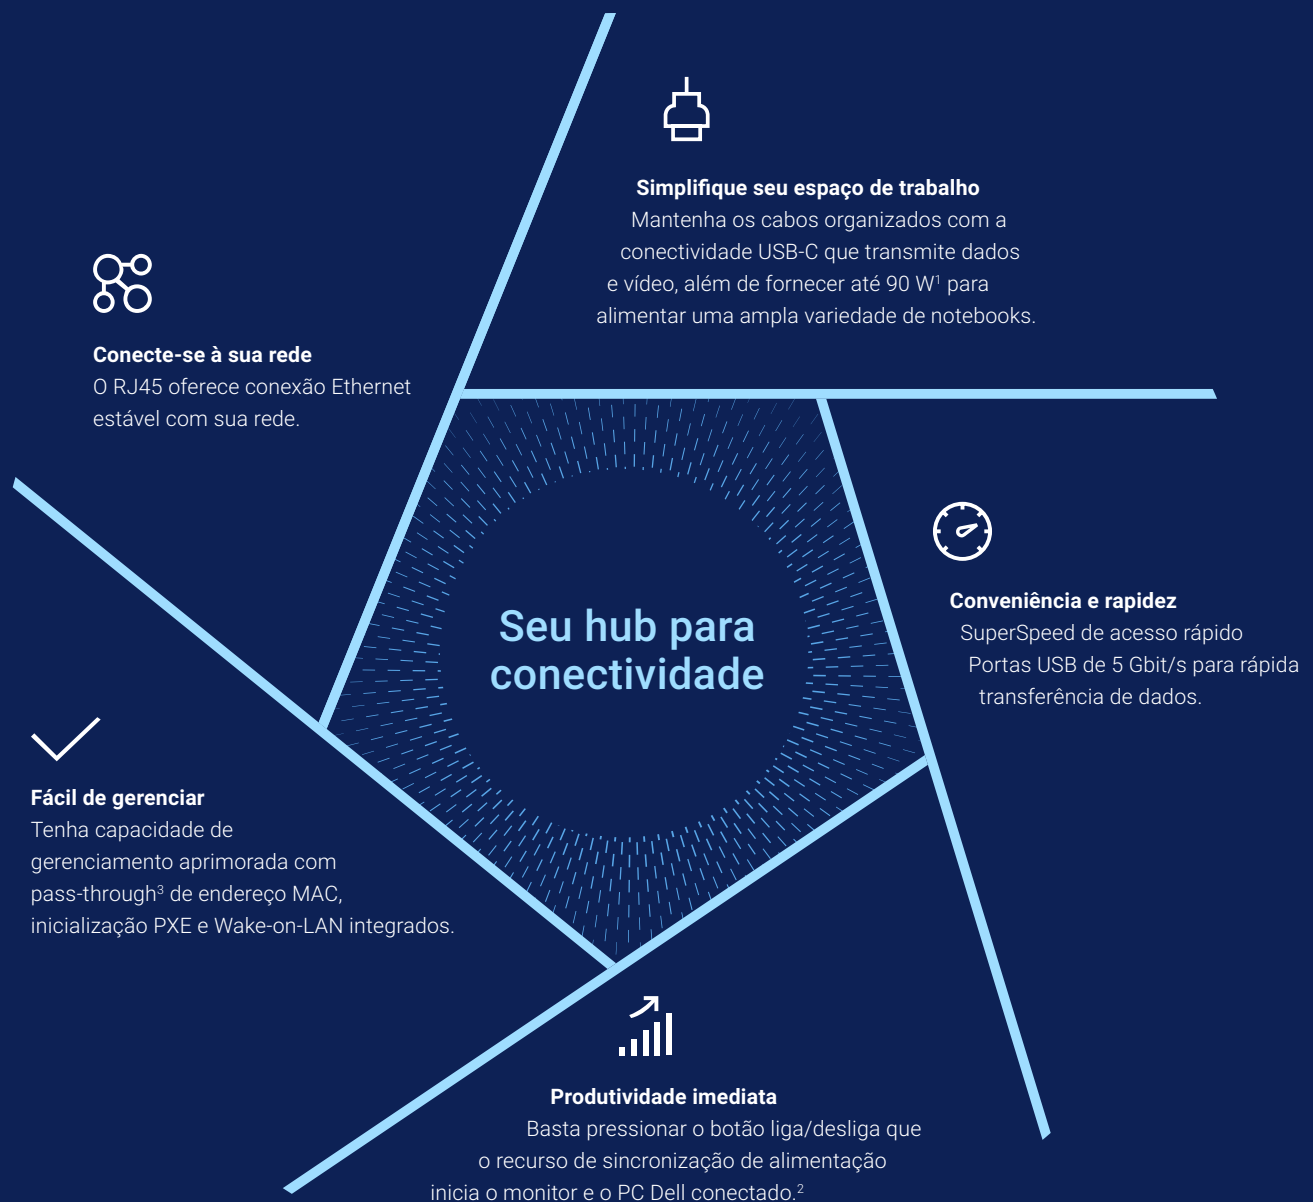 Simplifique seu espaço de trabalho
Mantenha os cabos organizados com a
conectividade USB-C que transmite dados
e vídeo, além de fornecer até 90 W¹ para
alimentar uma ampla variedade de notebooks.
Conecte-se à sua rede
O RJ45 oferece conexão Ethernet
estável com sua rede.
Seu hub para
conectividade
Conveniência e rapidez
SuperSpeed de acesso rápido
Portas USB de 5 Gbit/s para rápida
transferência de dados.
Fácil de gerenciar
Tenha capacidade de
gerenciamento aprimorada com
pass-through³ de endereço MAC,
inicialização PXE e Wake-on-LAN integrados.
Produtividade imediata
Basta pressionar o botão liga/desliga que
o recurso de sincronização de alimentação
inicia o monitor e o PC Dell conectado.²